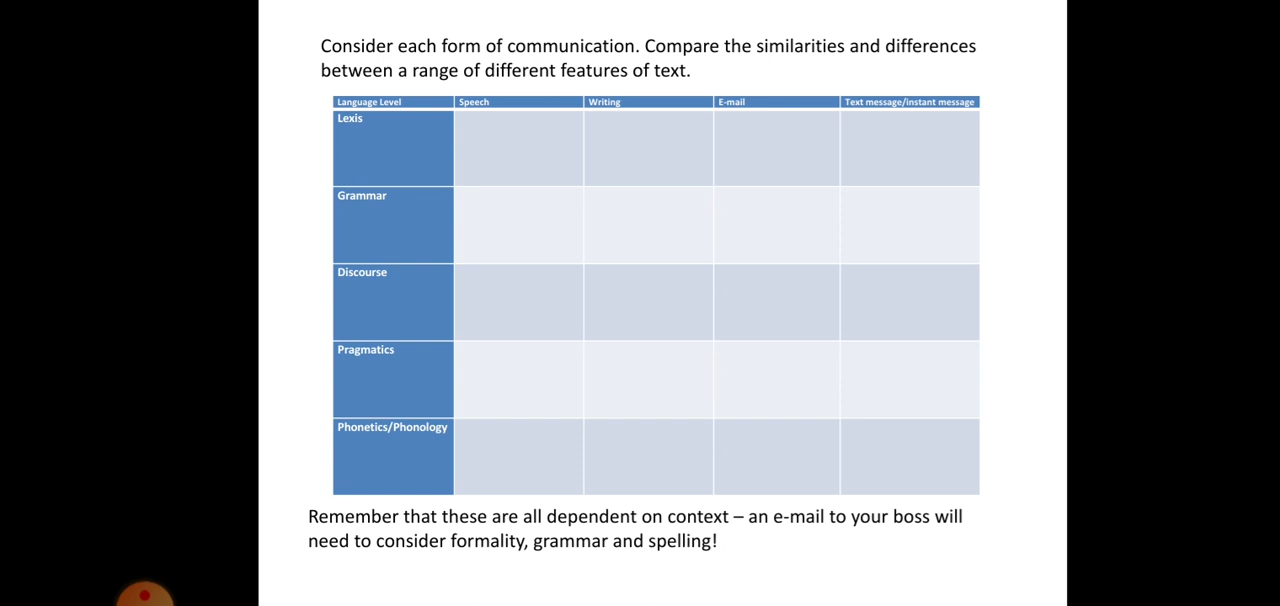 Consider each form of communication. Compare the similarities and differences
between a range of different features of text.
Language Level Speech Writing E-mail Text message/instant message
Lexis
Grammar
Discourse
Pragmatics
Phonetics/Phonology
Remember that these are all dependent on context – an e-mail to your boss will
need to consider formality, grammar and spelling!